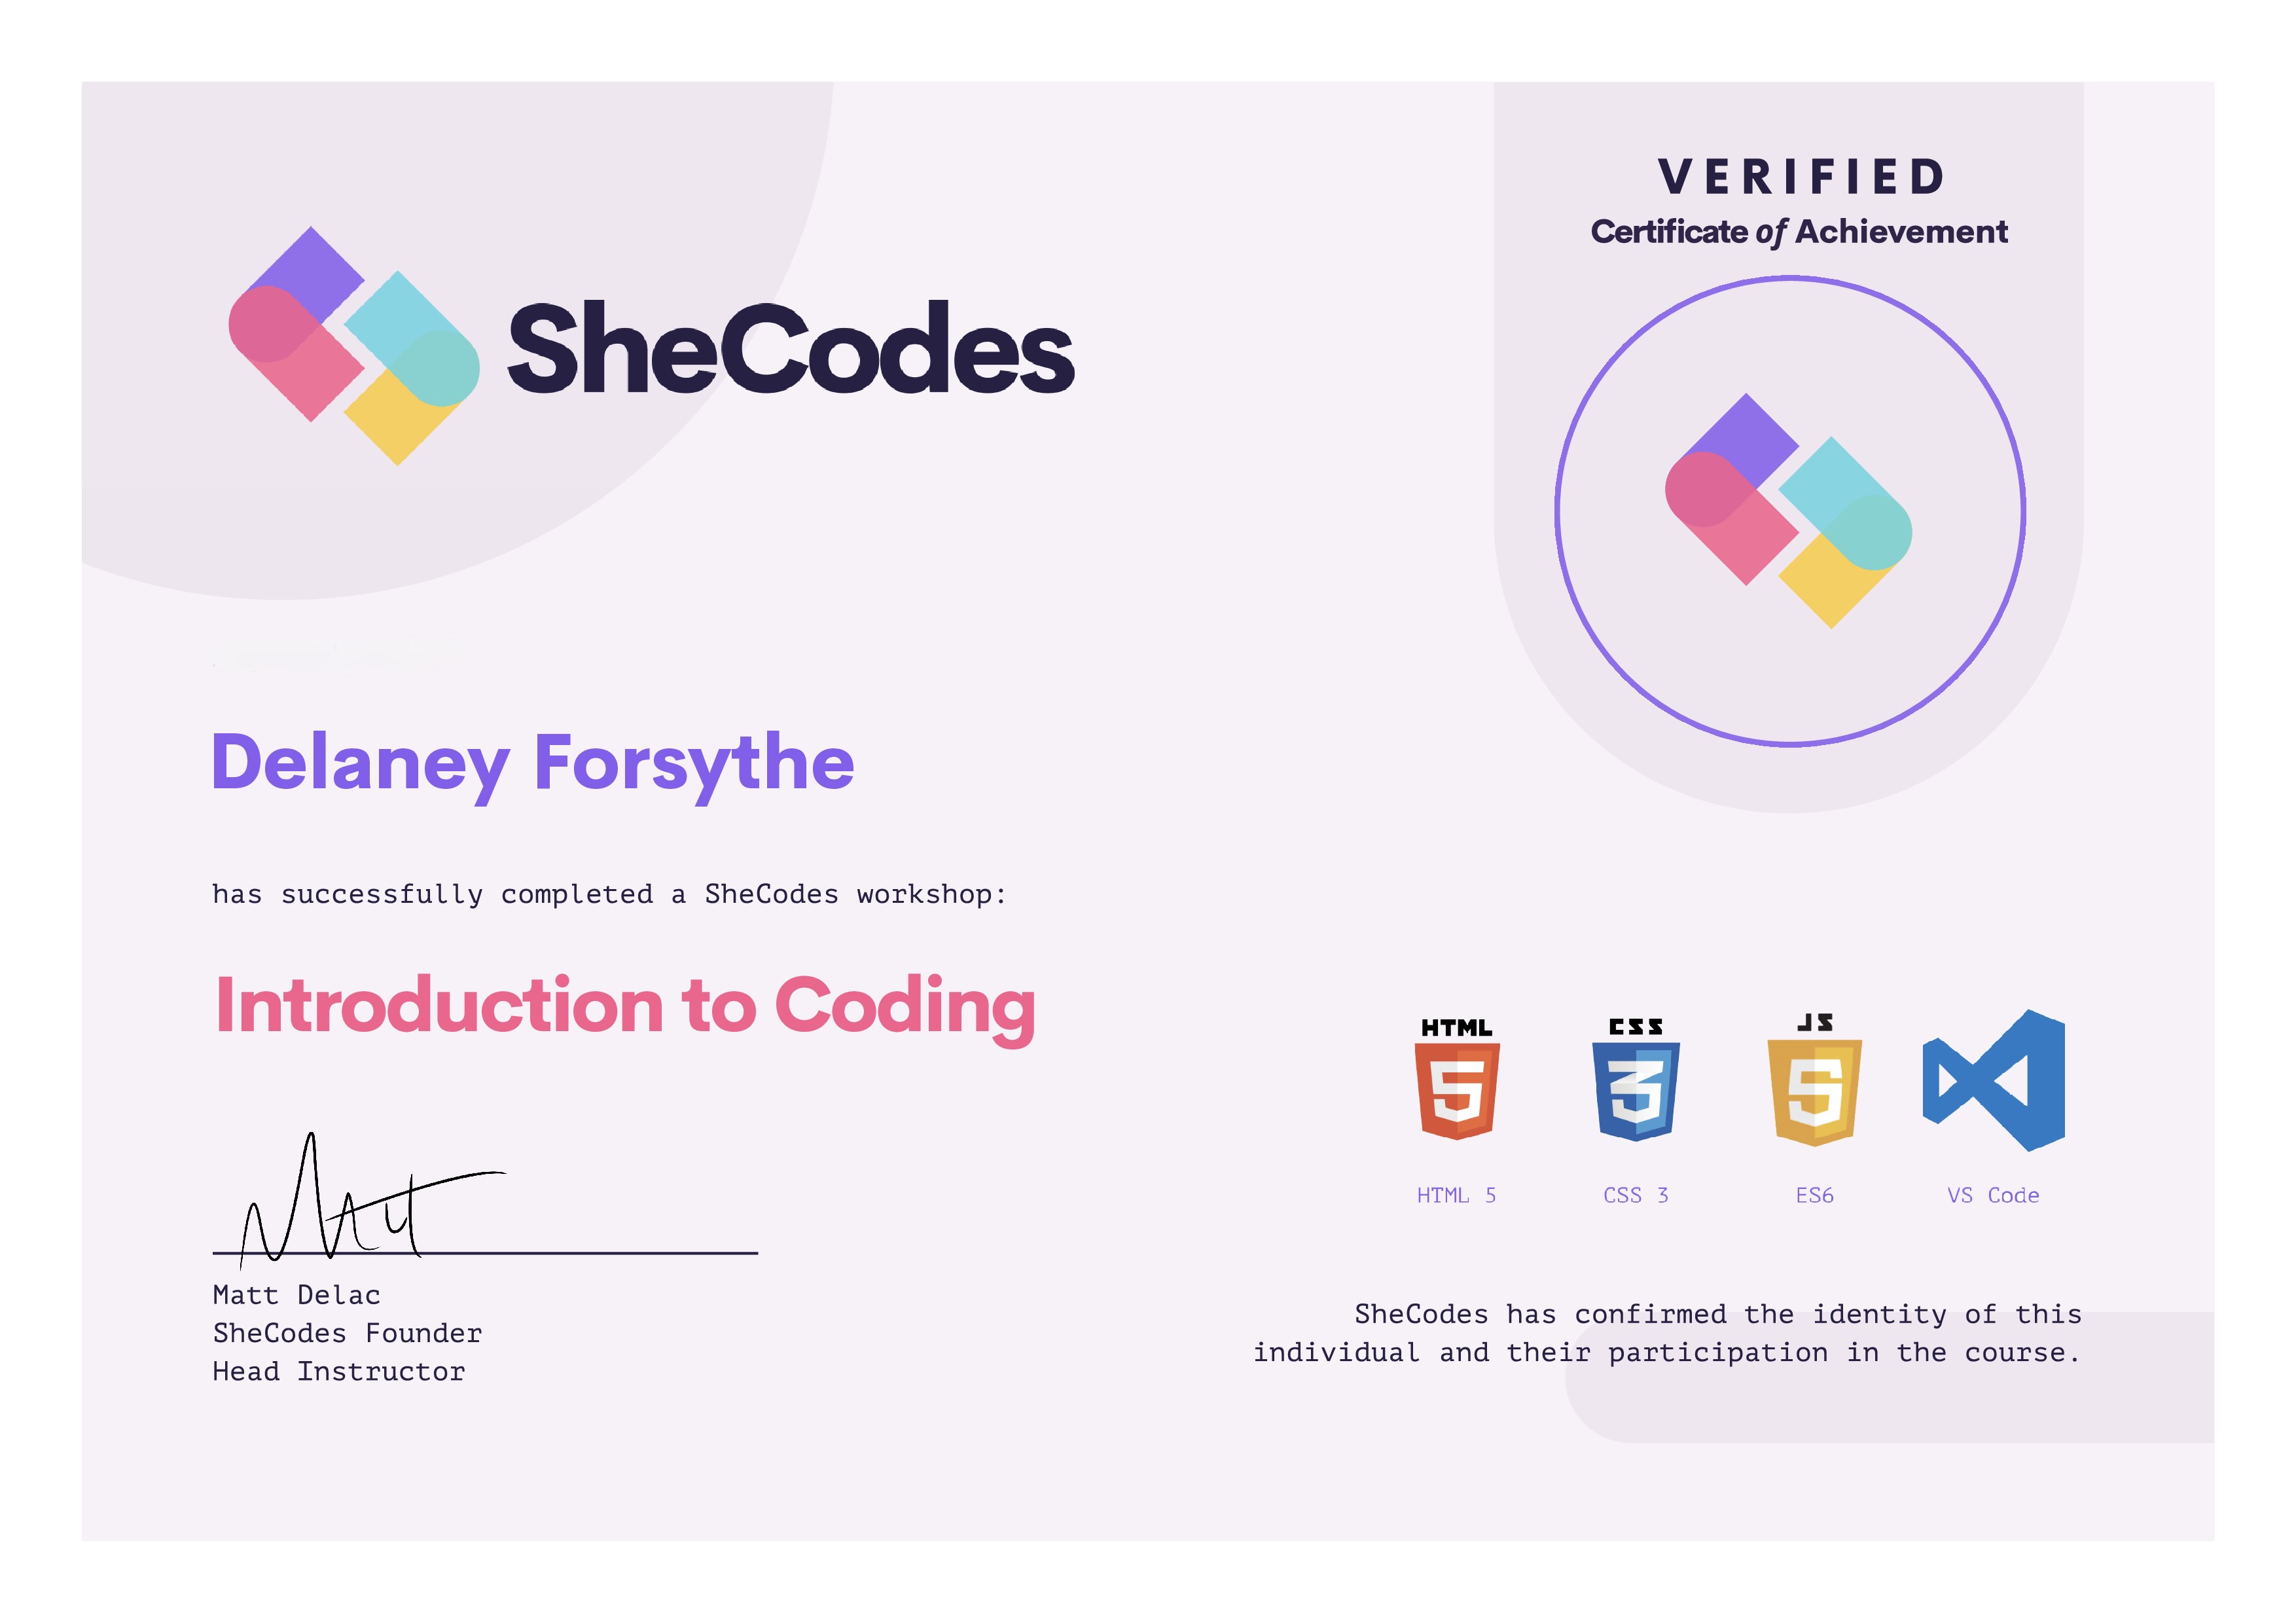 VERIFIED
Certificate of Achievement
SheCodes
Delaney Forsythe
has successfully completed a SheCodes workshop:
Introduction to Coding
HTML
CSS
JS
5
3
5
HTML 5
CSS 3
ES6
VS Code
Matt
Matt Delac
SheCodes Founder
Head Instructor
SheCodes has confirmed the identity of this
individual and their participation in the course.